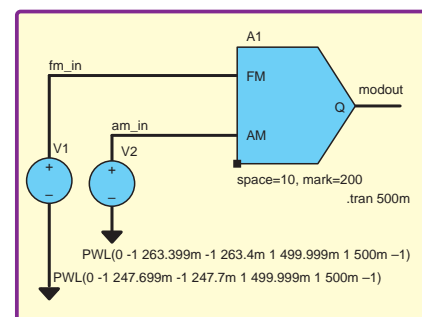 A1
fm_in
FM
modout
Q
am_in
AM
V1
V2
+
+
–
–
space=10, mark=200
.tran 500m
PWL(0 -1 263.399m -1 263.4m 1 499.999m 1 500m –1)
PWL(0 -1 247.699m -1 247.7m 1 499.999m 1 500m –1)